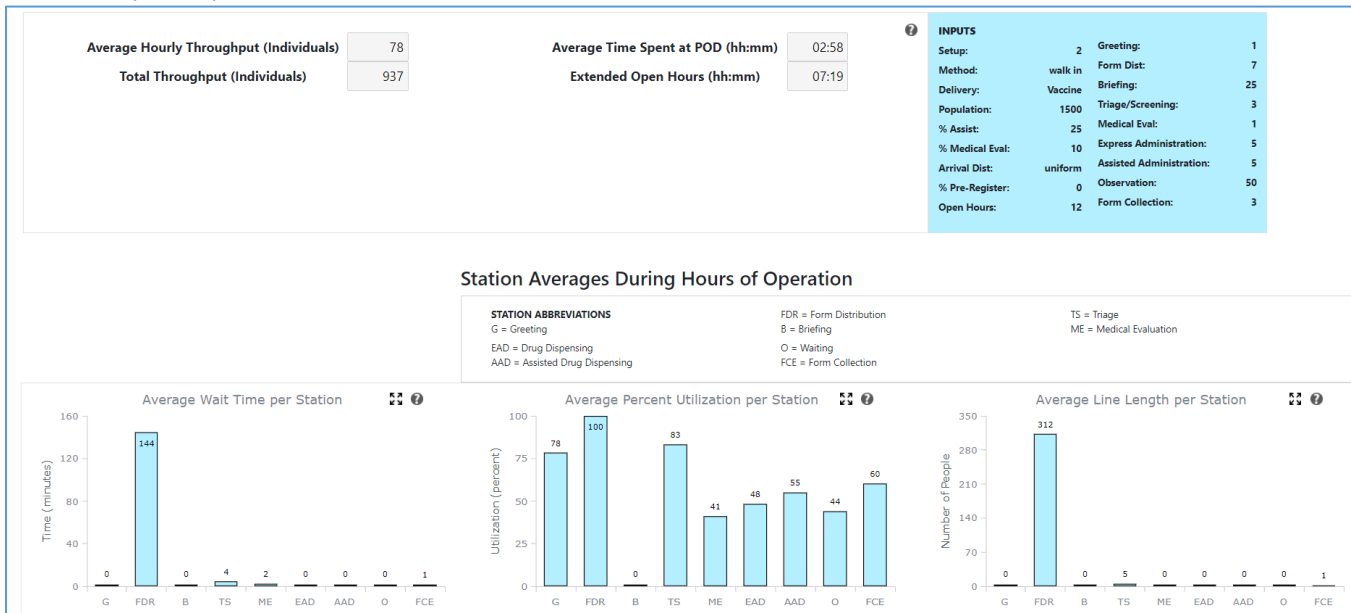 Average Hourly Throughput (Individuals) 78
Average Time Spent at POD (hh:mm) 02:58
Total Throughput (Individuals) 937
Extended Open Hours (hh:mm) 07:19
?
INPUTS
Setup: 2
Method: walk in
Delivery: Vaccine
Population: 1500
% Assist: 25
% Medical Eval: 10
Arrival Dist: uniform
% Pre-Register: 0
Open Hours: 12
Greeting: 1
Form Dist: 7
Briefing: 25
Triage/Screening: 3
Medical Eval: 1
Express Administration: 5
Assisted Administration: 5
Observation: 50
Form Collection: 3
Station Averages During Hours of Operation
STATION ABBREVIATIONS
G = Greeting
EAD = Drug Dispensing
AAD = Assisted Drug Dispensing
FDR = Form Distribution
B = Briefing
O = Waiting
FCE = Form Collection
TS = Triage
ME = Medical Evaluation
Average Wait Time per Station ?
Time (minutes)
160
120
80
40
0
0 144 0 4 2 0 0 0 1
G FDR B TS ME EAD AAD O FCE
Average Percent Utilization per Station ?
Utilization (percent)
100
75
50
25
0
78 100 0 83 41 48 55 44 60
G FDR B TS ME EAD AAD O FCE
Average Line Length per Station ?
Number of People
350
280
210
140
70
0
0 312 0 5 0 0 0 0 1
G FDR B TS ME EAD AAD O FCE